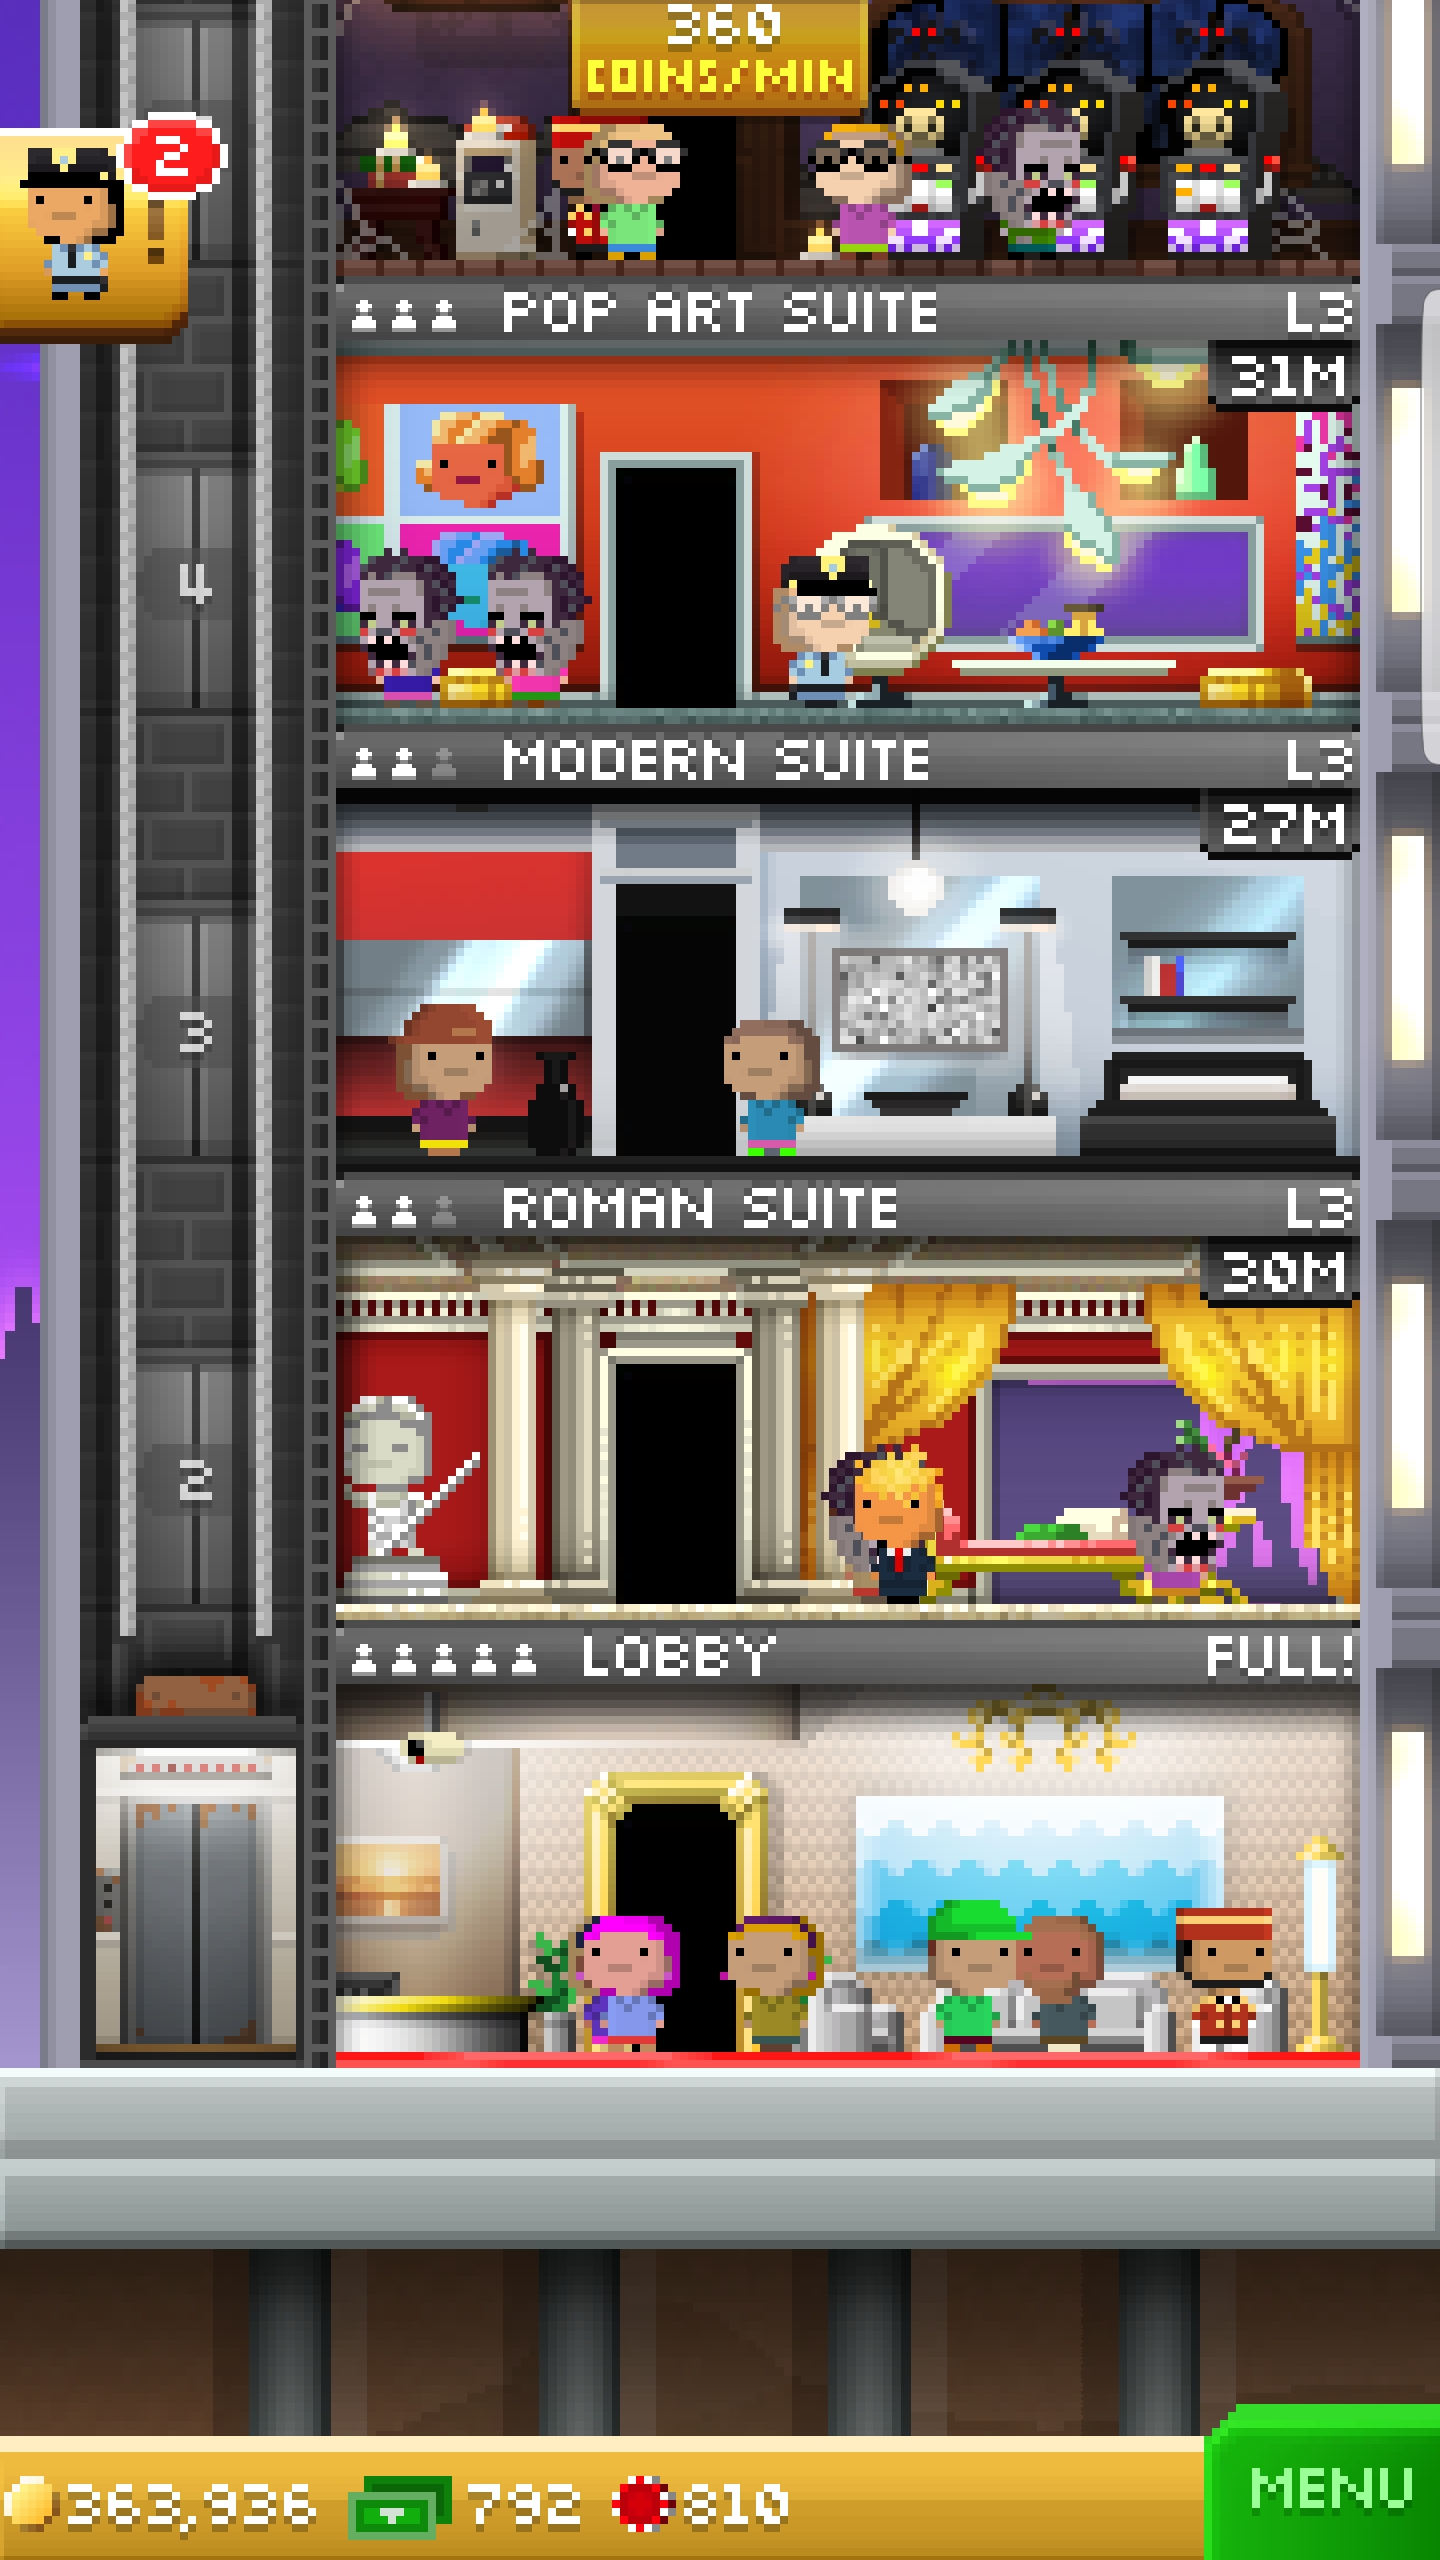 360
COINS/MIN
2
!
POP ART SUITE L3
31M
4
MODERN SUITE L3
27M
3
ROMAN SUITE L3
30M
2
LOBBY FULL!
363,936 792 810
MENU